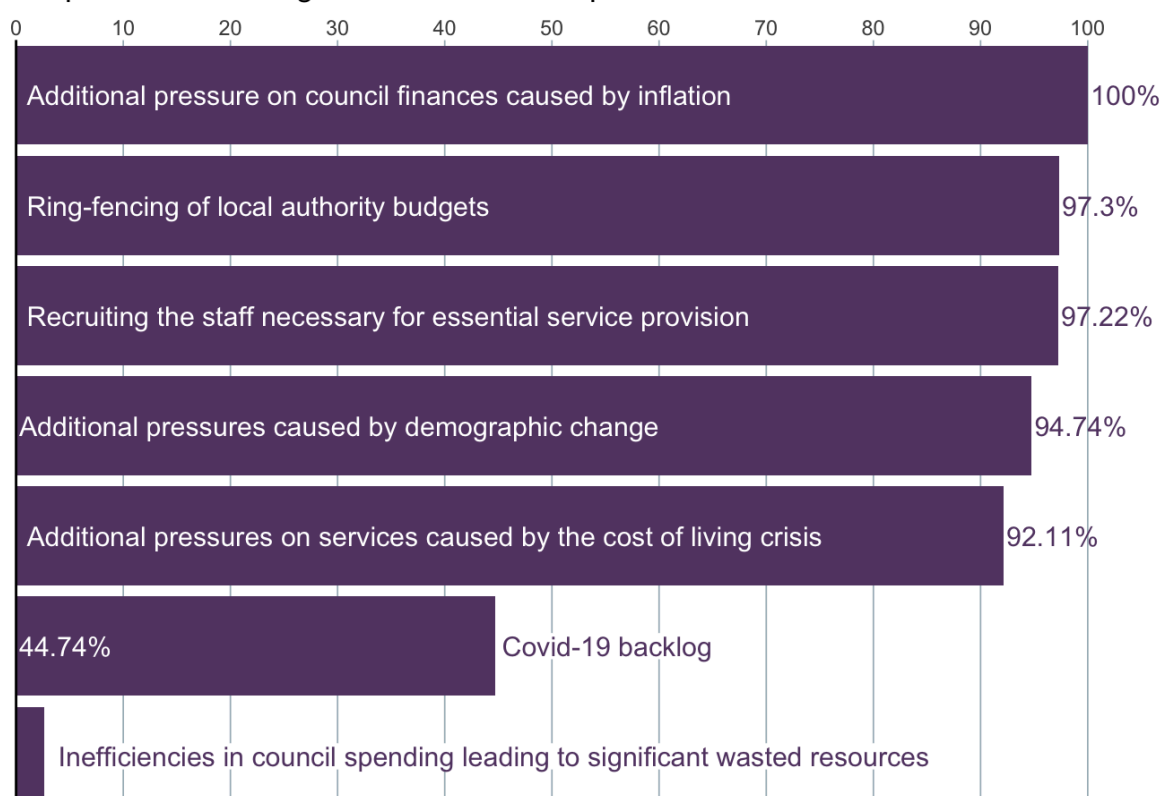 0 10 20 30 40 50 60 70 80 90 100
Additional pressure on council finances caused by inflation 100%
Ring-fencing of local authority budgets 97.3%
Recruiting the staff necessary for essential service provision 97.22%
Additional pressures caused by demographic change 94.74%
Additional pressures on services caused by the cost of living crisis 92.11%
44.74% Covid-19 backlog
Inefficiencies in council spending leading to significant wasted resources